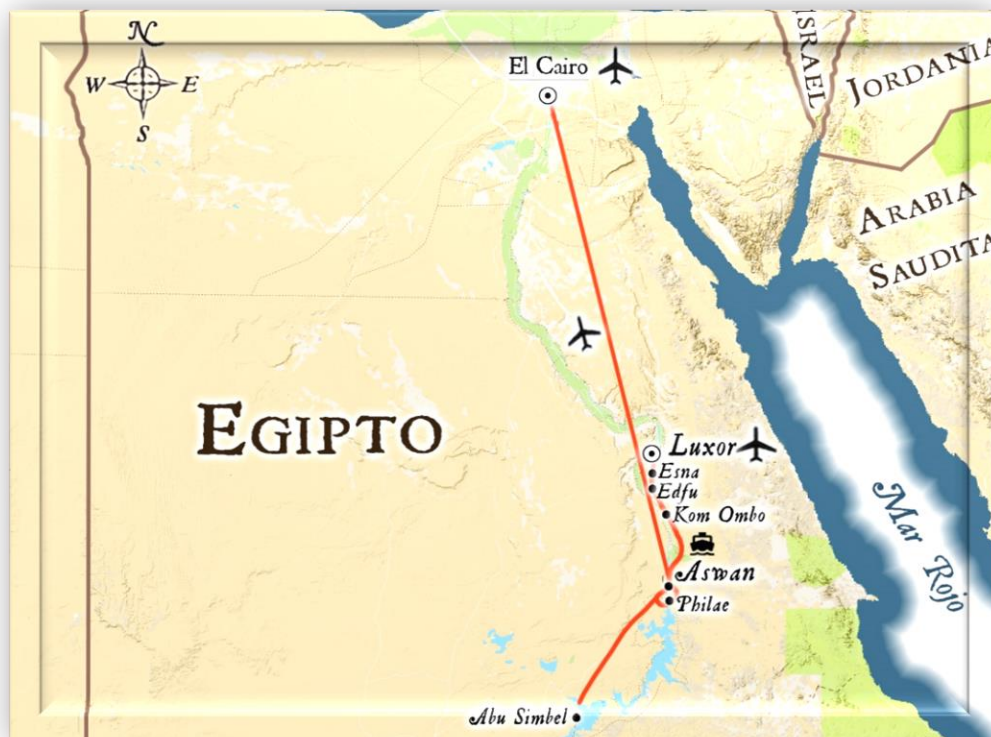 N
W E
S
El Cairo
ISRAEL
JORDANIA
ARABIA
SAUDITA
EGIPTO
Luxor
Esna
Edfu
Kom Ombo
Mar Rojo
Aswan
Philae
Abu Simbel